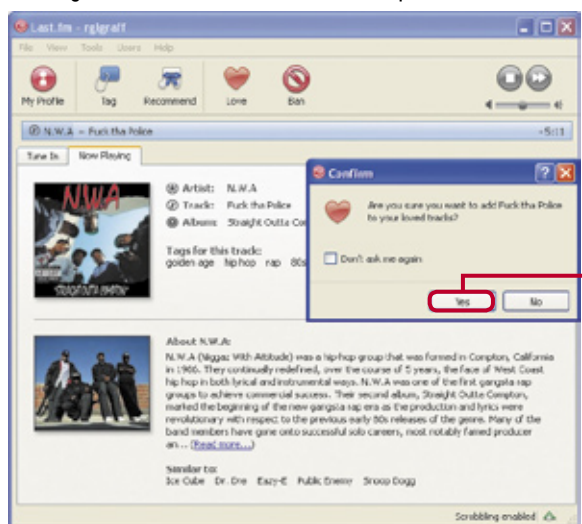 Last.fm - rglgraff
File View Tools Users Help
My Profile Tag Recommend Love Ban
N.W.A – Fuck tha Police -5:11
Tune In Now Playing
N.W.A
STRAIGHT OUTTA COMPTON
Artist: N.W.A
Track: Fuck tha Police
Album: Straight Outta Com
Tags for this track:
golden age hip hop rap 80s
Confirm
Are you sure you want to add Fuck tha Police
to your loved tracks?
Don't ask me again
Yes No
About N.W.A:
N.W.A (Niggaz With Attitude) was a hip-hop group that was formed in Compton, California
in 1986. They continually redefined, over the course of 5 years, the face of West Coast
hip hop in both lyrical and instrumental ways. N.W.A was one of the first gangsta rap
groups to achieve commercial success. Their second album, Straight Outta Compton,
marked the beginning of the new gangsta rap era as the production and lyrics were
revolutionary with respect to the previous early 80s releases of the genre. Many of the
band members have gone onto successful solo careers, most notably famed producer
an... (Read more...)
Similar to:
Ice Cube Dr. Dre Eazy-E Public Enemy Snoop Dogg
Scrobbling enabled